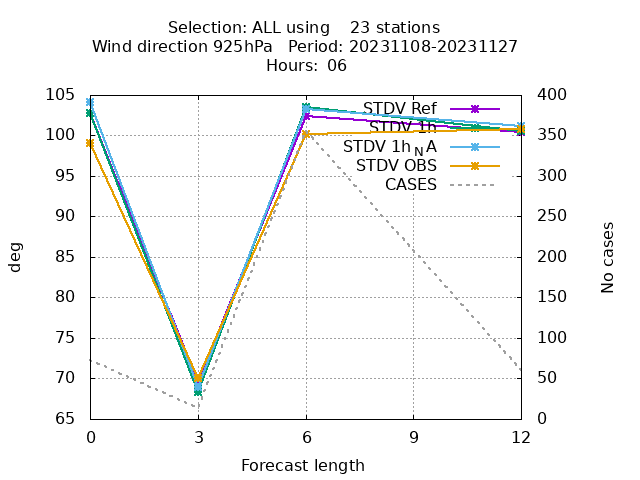 Selection: ALL using 23 stations
Wind direction 925hPa Period: 20231108-20231127
Hours: 06
105
100
95
90
85
80
75
70
65
400
350
300
250
200
150
100
50
0
0 3 6 9 12
deg
No cases
Forecast length
STDV Ref
STDV 1h
STDV 1h N A
STDV OBS
CASES